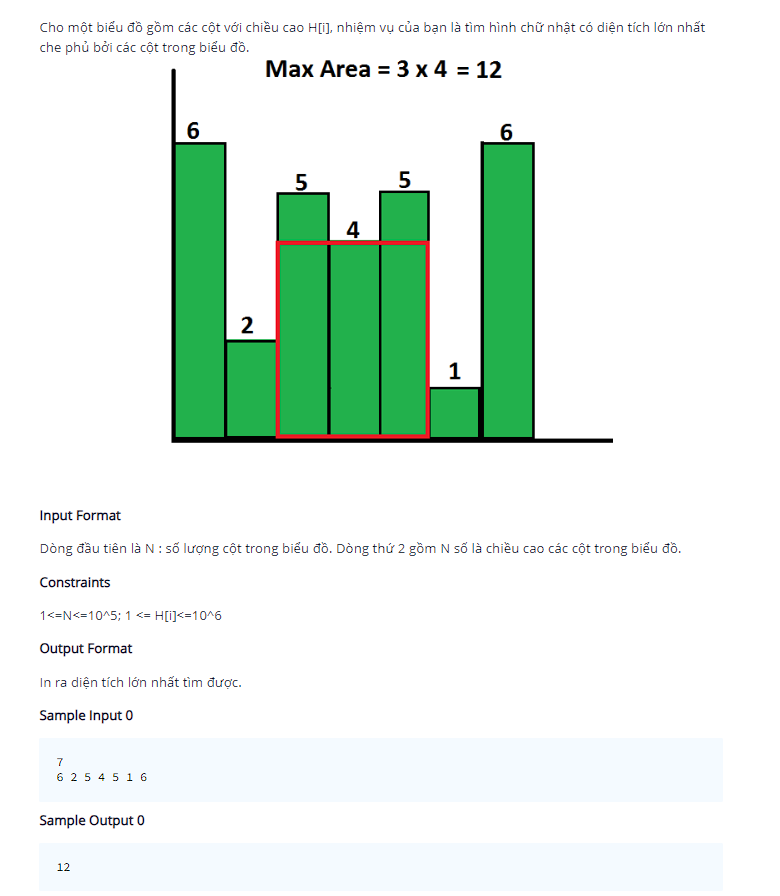 Cho một biểu đồ gồm các cột với chiều cao H[i], nhiệm vụ của bạn là tìm hình chữ nhật có diện tích lớn nhất
che phủ bởi các cột trong biểu đồ.
Max Area = 3 x 4 = 12
6
6
5
5
4
2
1
Input Format
Dòng đầu tiên là N : số lượng cột trong biểu đồ. Dòng thứ 2 gồm N số là chiều cao các cột trong biểu đồ.
Constraints
1<=N<=10^5; 1 <= H[i]<=10^6
Output Format
In ra diện tích lớn nhất tìm được.
Sample Input 0
7
6 2 5 4 5 1 6
Sample Output 0
12